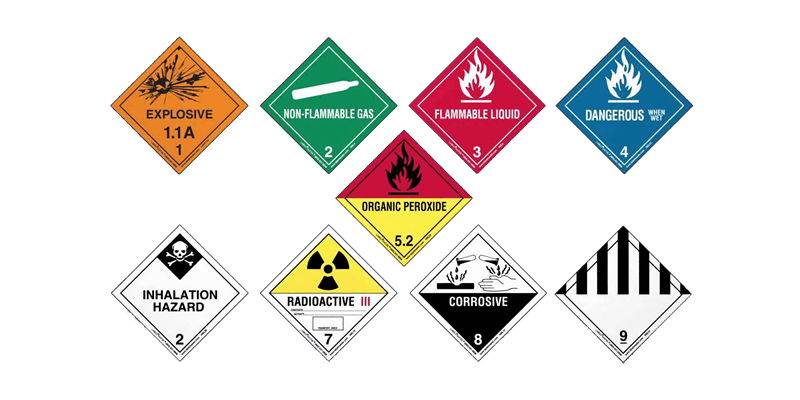 EXPLOSIVE
1.1A
1
NON-FLAMMABLE GAS
2
FLAMMABLE LIQUID
3
DANGEROUS WHEN WET
4
ORGANIC PEROXIDE
5.2
INHALATION
HAZARD
2
RADIOACTIVE III
7
CORROSIVE
8
9